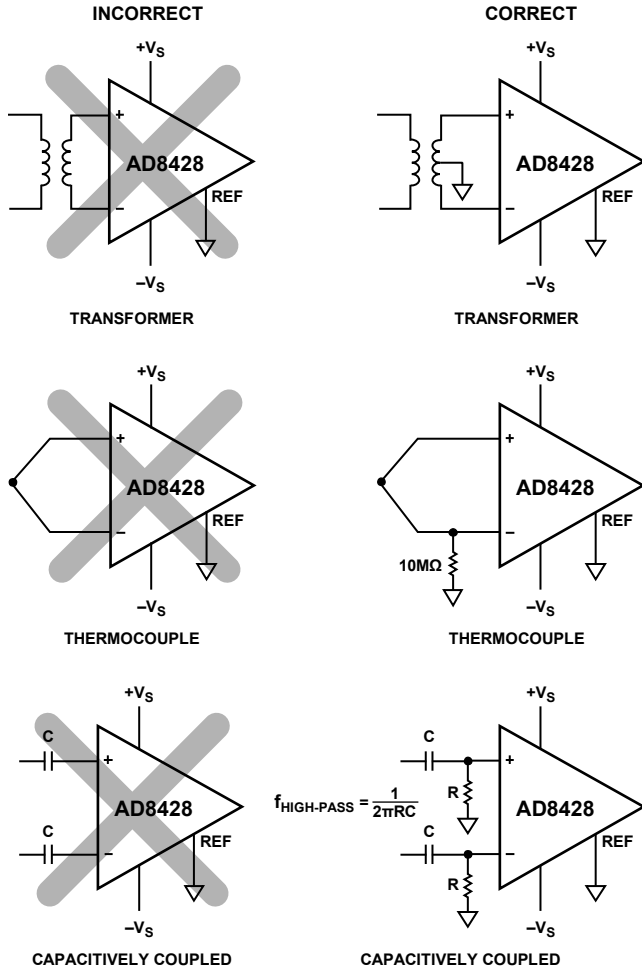 INCORRECT
CORRECT
+VS
+
AD8428
REF
−
−VS
TRANSFORMER
+VS
+
AD8428
REF
−
−VS
TRANSFORMER
+VS
+
AD8428
REF
−
−VS
THERMOCOUPLE
+VS
+
AD8428
REF
−
10MΩ
−VS
THERMOCOUPLE
+VS
C
+
AD8428
C
REF
−
−VS
CAPACITIVELY COUPLED
fHIGH-PASS = 1/2πRC
+VS
C
+
R
AD8428
C
REF
−
R
−VS
CAPACITIVELY COUPLED